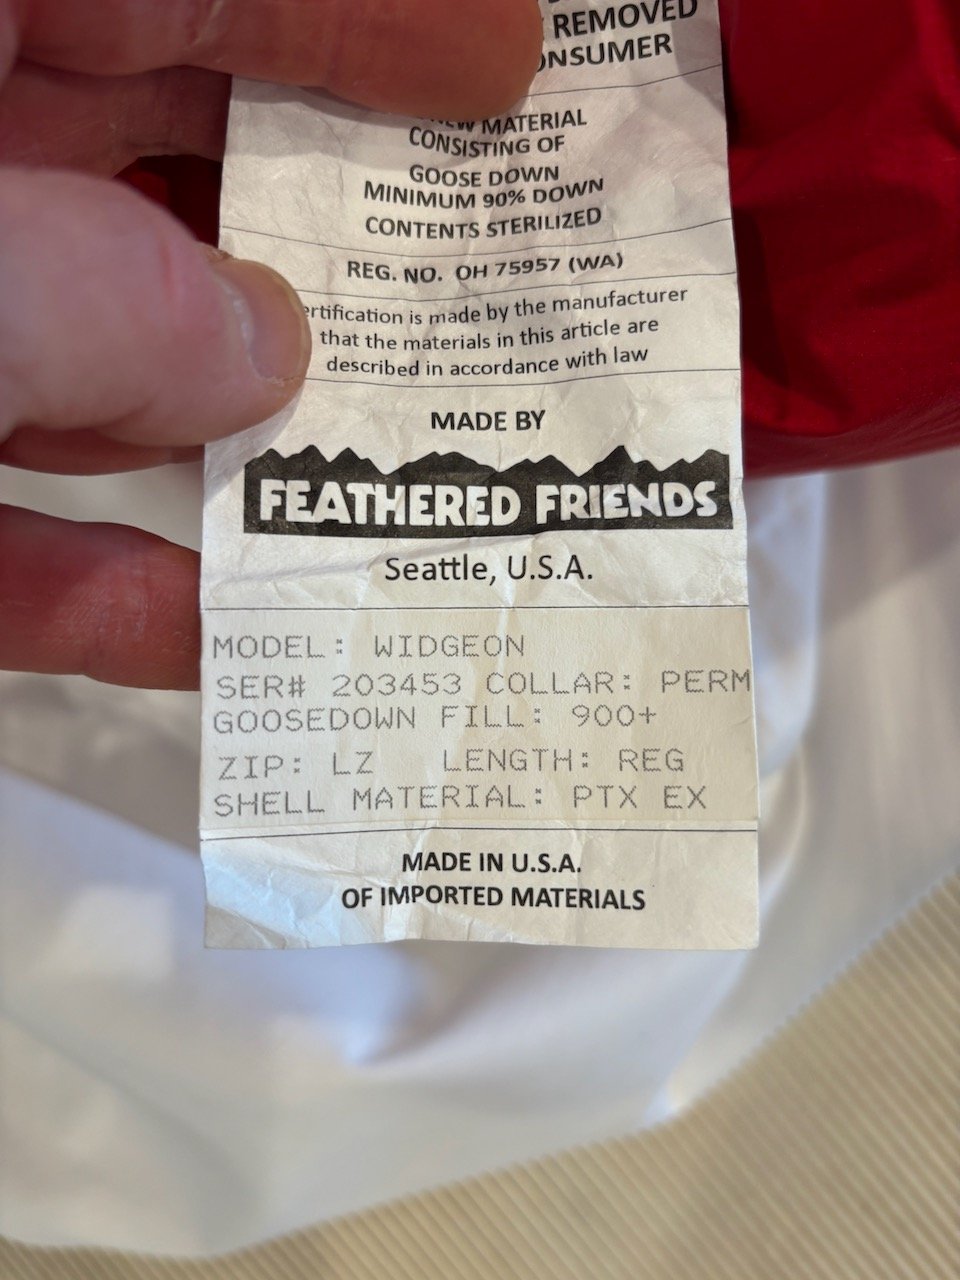 REMOVED
CONSUMER
NEW MATERIAL
CONSISTING OF
GOOSE DOWN
MINIMUM 90% DOWN
CONTENTS STERILIZED
REG. NO. OH 75957 (WA)
ertification is made by the manufacturer
that the materials in this article are
described in accordance with law
MADE BY
FEATHERED FRIENDS
Seattle, U.S.A.
MODEL: WIDGEON
SER# 203453 COLLAR: PERM
GOOSEDOWN FILL: 900+
ZIP: LZ LENGTH: REG
SHELL MATERIAL: PTX EX
MADE IN U.S.A.
OF IMPORTED MATERIALS